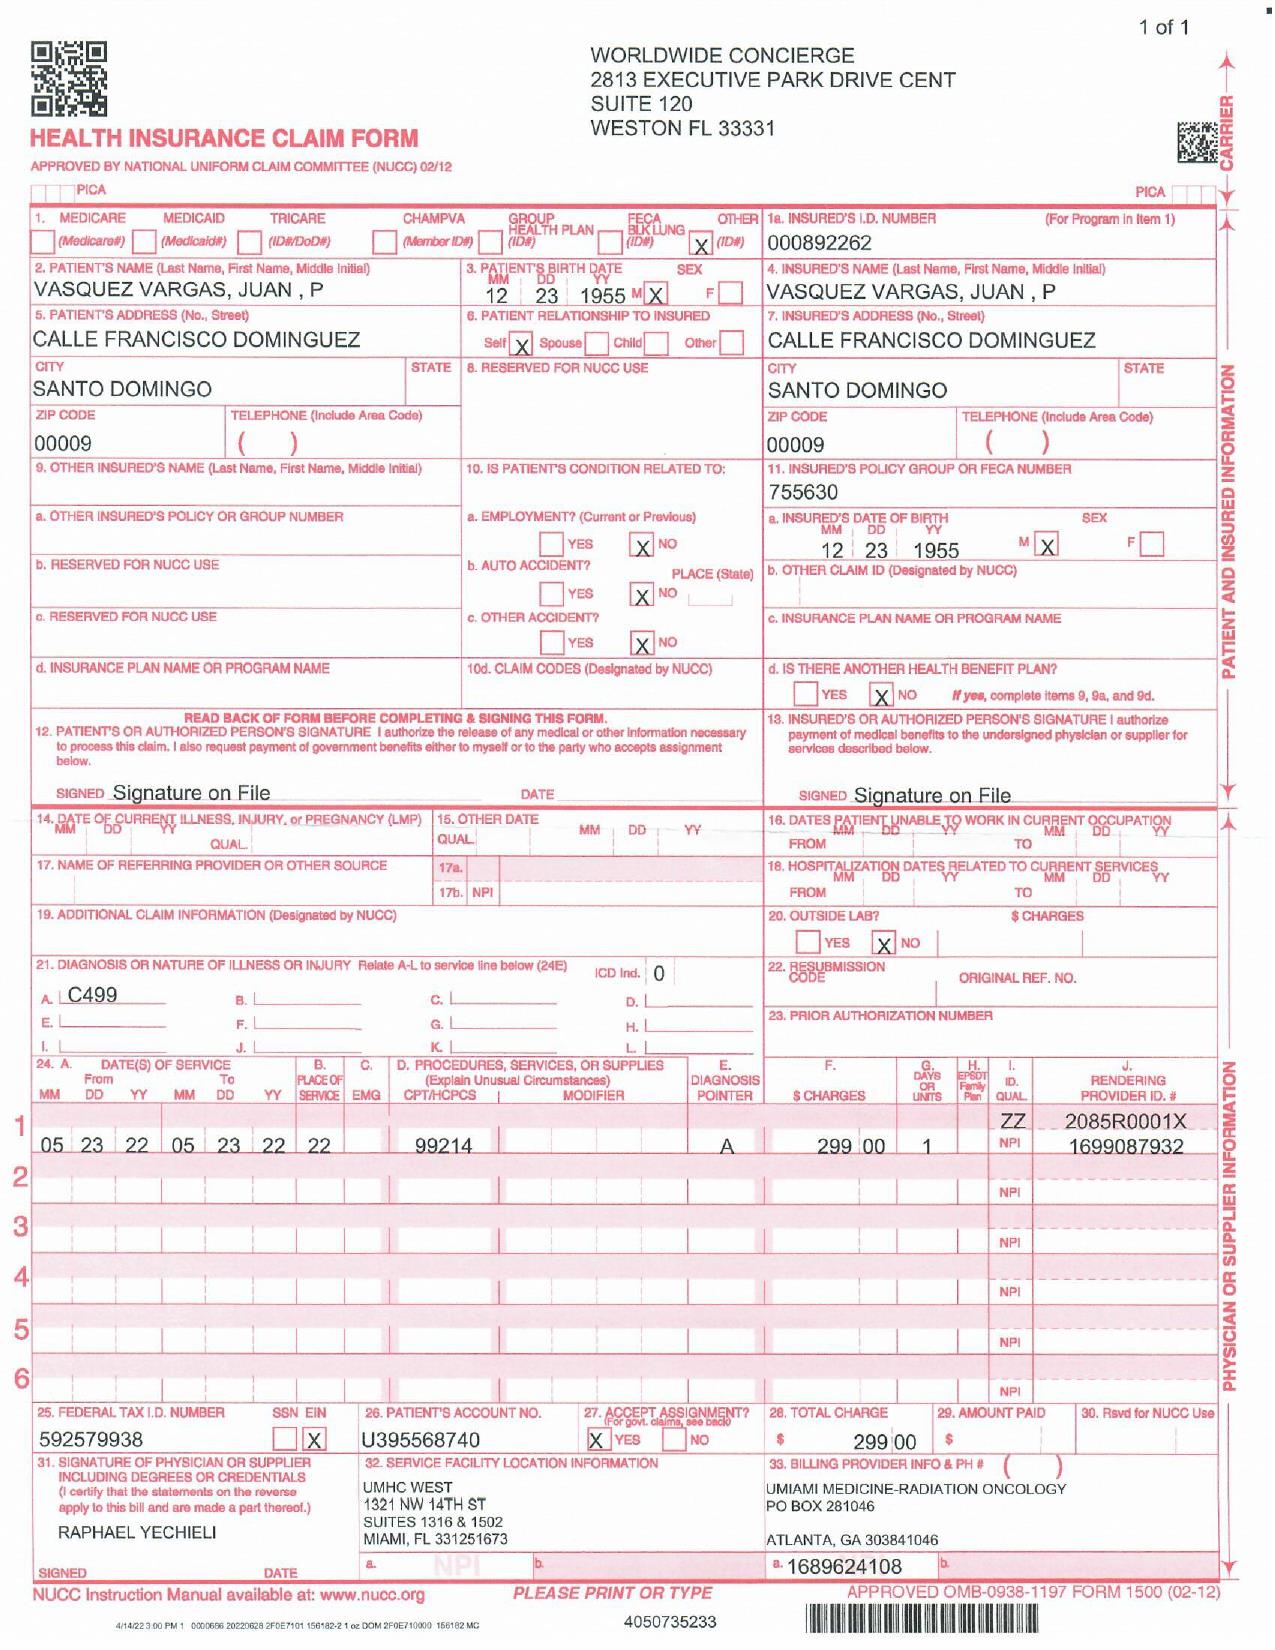 1 of 1
WORLDWIDE CONCIERGE
2813 EXECUTIVE PARK DRIVE CENT
SUITE 120
WESTON FL 33331
HEALTH INSURANCE CLAIM FORM
APPROVED BY NATIONAL UNIFORM CLAIM COMMITTEE (NUCC) 02/12
PICA PICA
CARRIER
1. MEDICARE MEDICAID TRICARE CHAMPVA GROUP HEALTH PLAN FECA BLK LUNG OTHER
(Medicare#) (Medicaid#) (ID#/DoD#) (Member ID#) (ID#) (ID#) X (ID#)
1a. INSURED'S I.D. NUMBER (For Program in Item 1)
000892262
2. PATIENT'S NAME (Last Name, First Name, Middle Initial)
VASQUEZ VARGAS, JUAN , P
3. PATIENT'S BIRTH DATE SEX
MM DD YY
12 23 1955 M X F
4. INSURED'S NAME (Last Name, First Name, Middle Initial)
VASQUEZ VARGAS, JUAN , P
5. PATIENT'S ADDRESS (No., Street)
CALLE FRANCISCO DOMINGUEZ
6. PATIENT RELATIONSHIP TO INSURED
Self X Spouse Child Other
7. INSURED'S ADDRESS (No., Street)
CALLE FRANCISCO DOMINGUEZ
CITY STATE
SANTO DOMINGO
8. RESERVED FOR NUCC USE
CITY STATE
SANTO DOMINGO
ZIP CODE TELEPHONE (Include Area Code)
00009 ( )
ZIP CODE TELEPHONE (Include Area Code)
00009 ( )
9. OTHER INSURED'S NAME (Last Name, First Name, Middle Initial)
10. IS PATIENT'S CONDITION RELATED TO:
11. INSURED'S POLICY GROUP OR FECA NUMBER
755630
a. OTHER INSURED'S POLICY OR GROUP NUMBER
a. EMPLOYMENT? (Current or Previous)
YES X NO
a. INSURED'S DATE OF BIRTH SEX
MM DD YY
12 23 1955 M X F
b. RESERVED FOR NUCC USE
b. AUTO ACCIDENT? PLACE (State)
YES X NO
b. OTHER CLAIM ID (Designated by NUCC)
c. RESERVED FOR NUCC USE
c. OTHER ACCIDENT?
YES X NO
c. INSURANCE PLAN NAME OR PROGRAM NAME
d. INSURANCE PLAN NAME OR PROGRAM NAME
10d. CLAIM CODES (Designated by NUCC)
d. IS THERE ANOTHER HEALTH BENEFIT PLAN?
YES X NO If yes, complete items 9, 9a, and 9d.
PATIENT AND INSURED INFORMATION
READ BACK OF FORM BEFORE COMPLETING & SIGNING THIS FORM.
12. PATIENT'S OR AUTHORIZED PERSON'S SIGNATURE I authorize the release of any medical or other information necessary
to process this claim. I also request payment of government benefits either to myself or to the party who accepts assignment
below.
SIGNED Signature on File DATE
13. INSURED'S OR AUTHORIZED PERSON'S SIGNATURE I authorize
payment of medical benefits to the undersigned physician or supplier for
services described below.
SIGNED Signature on File
14. DATE OF CURRENT ILLNESS, INJURY, or PREGNANCY (LMP)
MM DD YY
QUAL.
15. OTHER DATE
QUAL. MM DD YY
16. DATES PATIENT UNABLE TO WORK IN CURRENT OCCUPATION
MM DD YY MM DD YY
FROM TO
17. NAME OF REFERRING PROVIDER OR OTHER SOURCE
17a.
17b. NPI
18. HOSPITALIZATION DATES RELATED TO CURRENT SERVICES
MM DD YY MM DD YY
FROM TO
19. ADDITIONAL CLAIM INFORMATION (Designated by NUCC)
20. OUTSIDE LAB? $ CHARGES
YES X NO
21. DIAGNOSIS OR NATURE OF ILLNESS OR INJURY Relate A-L to service line below (24E) ICD Ind. 0
A. C499 B. C. D.
E. F. G. H.
I. J. K. L.
22. RESUBMISSION CODE ORIGINAL REF. NO.
23. PRIOR AUTHORIZATION NUMBER
24. A. DATE(S) OF SERVICE B. C. D. PROCEDURES, SERVICES, OR SUPPLIES E. F. G. H. I. J.
From To PLACE OF (Explain Unusual Circumstances) DIAGNOSIS DAYS OR UNITS EPSDT Family Plan ID. RENDERING
MM DD YY MM DD YY SERVICE EMG CPT/HCPCS MODIFIER POINTER $ CHARGES QUAL. PROVIDER ID. #
1 ZZ 2085R0001X
05 23 22 05 23 22 22 99214 A 299 00 1 NPI 1699087932
2 NPI
3 NPI
4 NPI
5 NPI
6 NPI
PHYSICIAN OR SUPPLIER INFORMATION
25. FEDERAL TAX I.D. NUMBER SSN EIN
592579938 X
26. PATIENT'S ACCOUNT NO.
U395568740
27. ACCEPT ASSIGNMENT?
(For govt. claims, see back)
X YES NO
28. TOTAL CHARGE
$ 299 00
29. AMOUNT PAID
$
30. Rsvd for NUCC Use
31. SIGNATURE OF PHYSICIAN OR SUPPLIER
INCLUDING DEGREES OR CREDENTIALS
(I certify that the statements on the reverse
apply to this bill and are made a part thereof.)
RAPHAEL YECHIELI
SIGNED DATE
32. SERVICE FACILITY LOCATION INFORMATION
UMHC WEST
1321 NW 14TH ST
SUITES 1316 & 1502
MIAMI, FL 331251673
a. NPI b.
33. BILLING PROVIDER INFO & PH # ( )
UMIAMI MEDICINE-RADIATION ONCOLOGY
PO BOX 281046
ATLANTA, GA 303841046
a. 1689624108 b.
NUCC Instruction Manual available at: www.nucc.org PLEASE PRINT OR TYPE APPROVED OMB-0938-1197 FORM 1500 (02-12)
4/14/22 3:00 PM 1 0000666 20220628 2F0E7101 156182-2 1 oz DOM 2F0E710000 156182 MC
4050735233